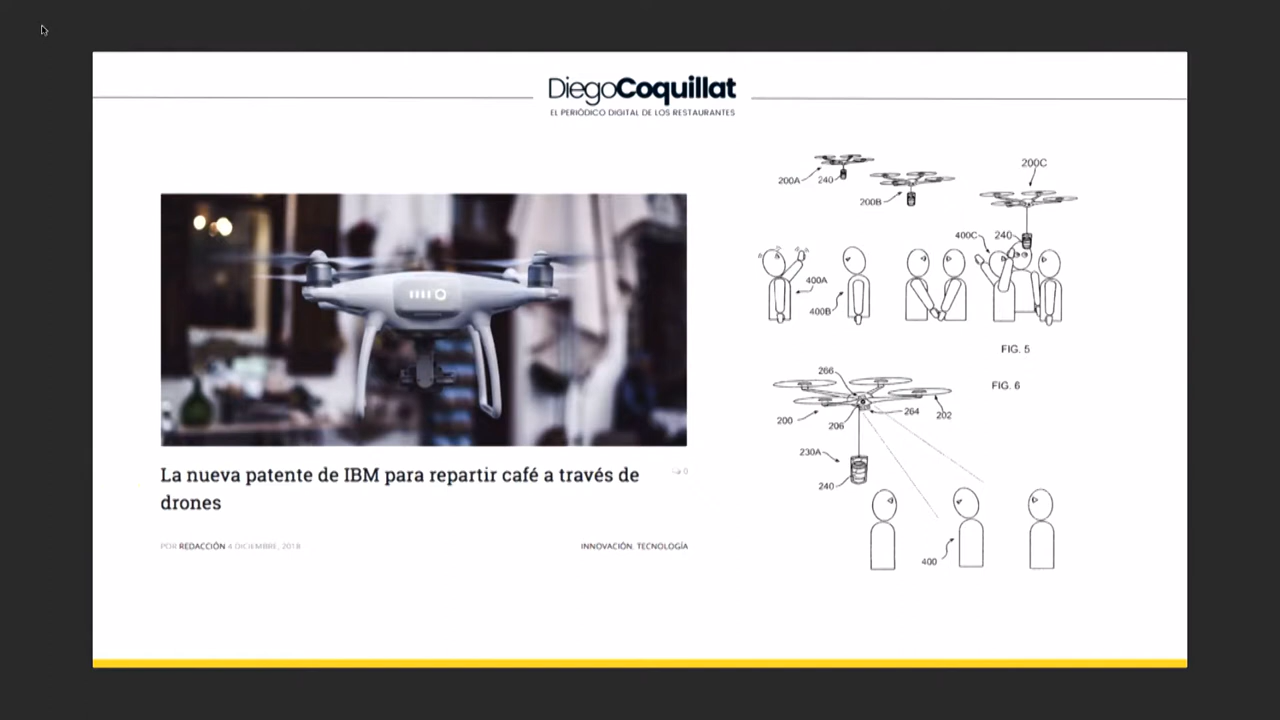 DiegoCoquillat
EL PERIÓDICO DIGITAL DE LOS RESTAURANTES
200C
200A
240
200B
400C
240
400A
400B
FIG. 5
La nueva patente de IBM para repartir café a través de
drones
0
POR REDACCIÓN 4 DICIEMBRE, 2018
INNOVACIÓN, TECNOLOGÍA
266
FIG. 6
200
206
264
202
230A
240
400